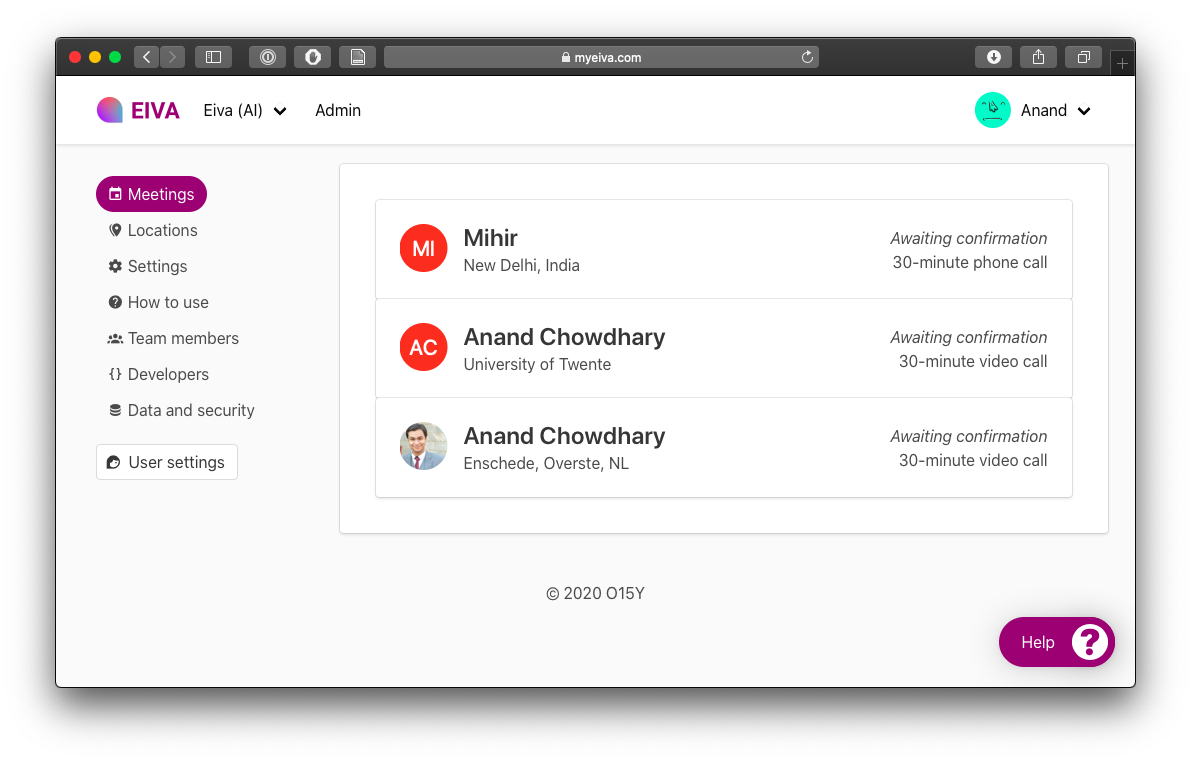 myeiva.com
EIVA Eiva (AI) Admin Anand
Meetings
Locations
Settings
How to use
Team members
{} Developers
Data and security
User settings
MI
Mihir
New Delhi, India
Awaiting confirmation
30-minute phone call
AC
Anand Chowdhary
University of Twente
Awaiting confirmation
30-minute video call
Anand Chowdhary
Enschede, Overste, NL
Awaiting confirmation
30-minute video call
© 2020 O15Y
Help ?